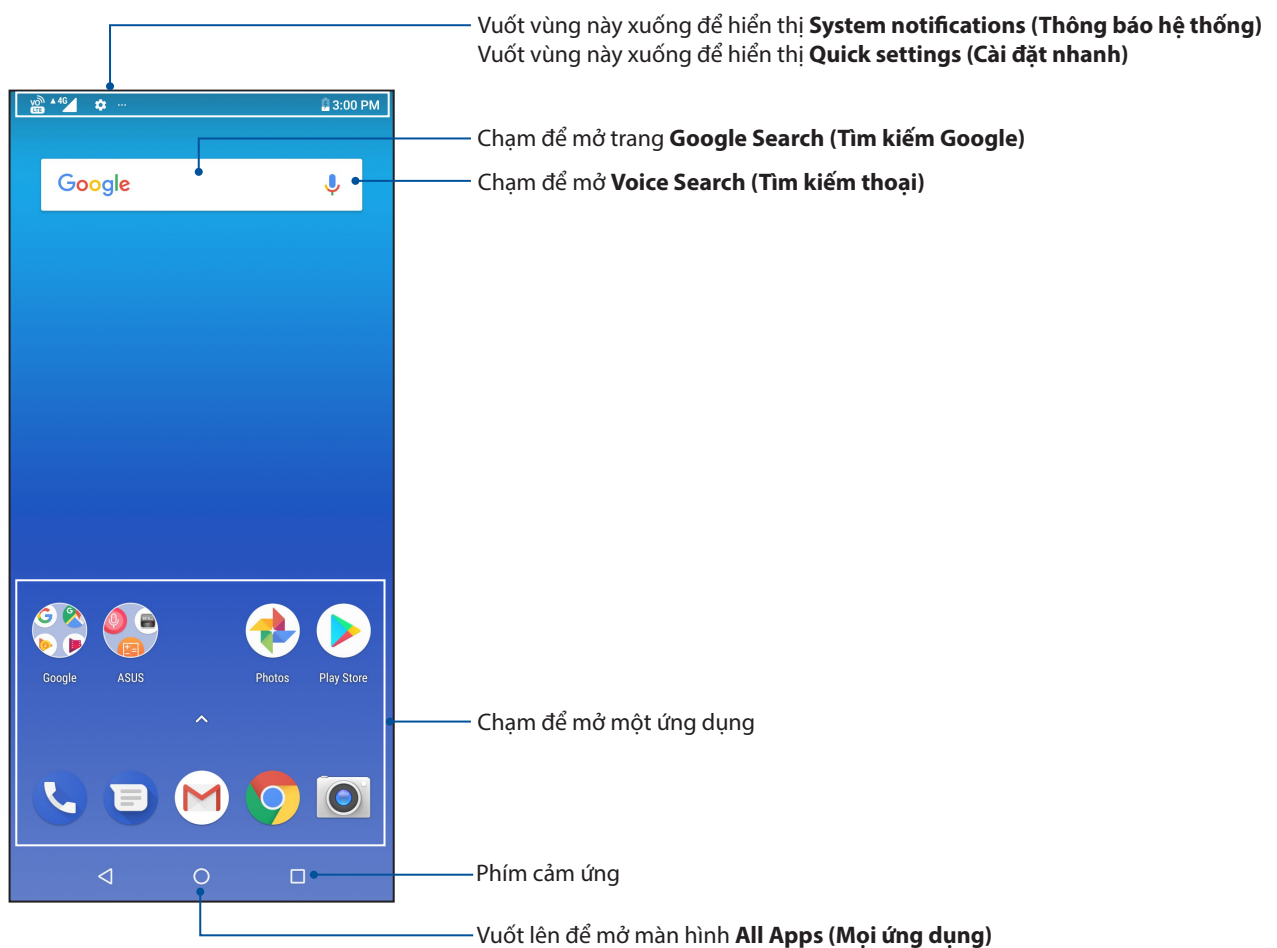 Vuốt vùng này xuống để hiển thị System notifications (Thông báo hệ thống)
Vuốt vùng này xuống để hiển thị Quick settings (Cài đặt nhanh)
VO LTE 4G ... 3:00 PM
Chạm để mở trang Google Search (Tìm kiếm Google)
Google
Chạm để mở Voice Search (Tìm kiếm thoại)
Google ASUS Photos Play Store
Chạm để mở một ứng dụng
Phím cảm ứng
Vuốt lên để mở màn hình All Apps (Mọi ứng dụng)